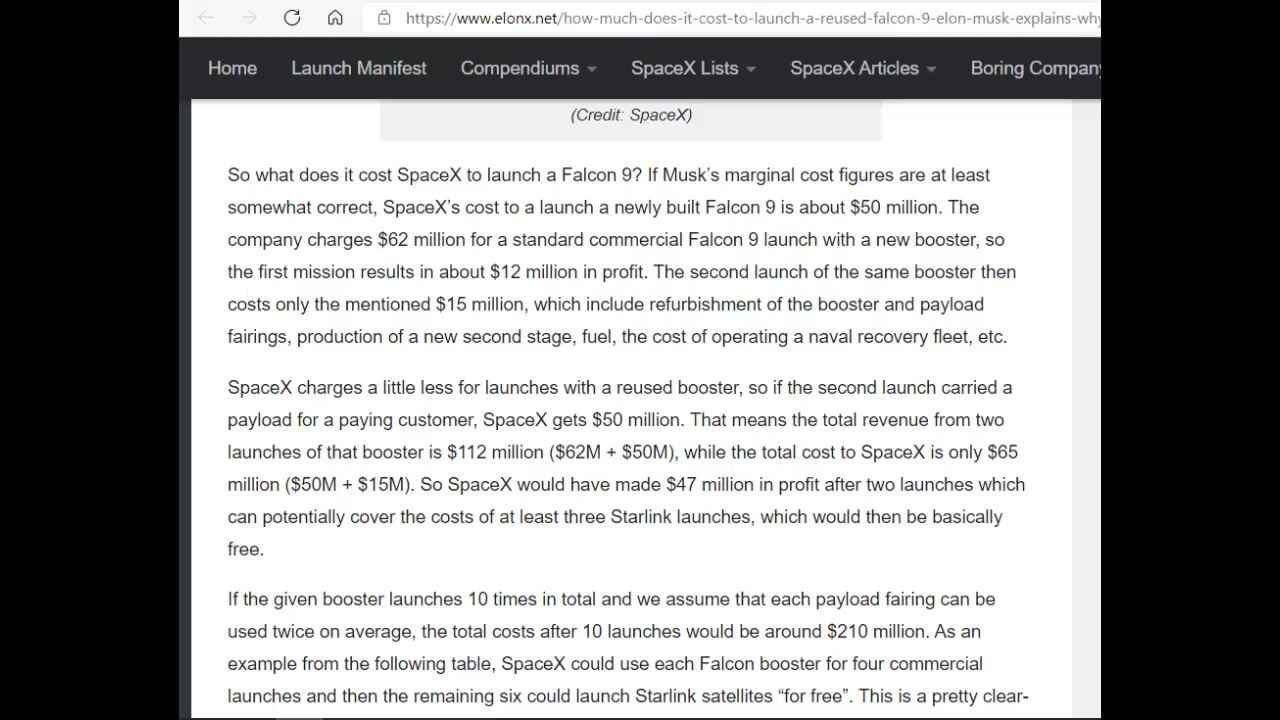 https://www.elonx.net/how-much-does-it-cost-to-launch-a-reused-falcon-9-elon-musk-explains-why
Home Launch Manifest Compendiums SpaceX Lists SpaceX Articles Boring Company
(Credit: SpaceX)
So what does it cost SpaceX to launch a Falcon 9? If Musk’s marginal cost figures are at least
somewhat correct, SpaceX’s cost to a launch a newly built Falcon 9 is about $50 million. The
company charges $62 million for a standard commercial Falcon 9 launch with a new booster, so
the first mission results in about $12 million in profit. The second launch of the same booster then
costs only the mentioned $15 million, which include refurbishment of the booster and payload
fairings, production of a new second stage, fuel, the cost of operating a naval recovery fleet, etc.
SpaceX charges a little less for launches with a reused booster, so if the second launch carried a
payload for a paying customer, SpaceX gets $50 million. That means the total revenue from two
launches of that booster is $112 million ($62M + $50M), while the total cost to SpaceX is only $65
million ($50M + $15M). So SpaceX would have made $47 million in profit after two launches which
can potentially cover the costs of at least three Starlink launches, which would then be basically
free.
If the given booster launches 10 times in total and we assume that each payload fairing can be
used twice on average, the total costs after 10 launches would be around $210 million. As an
example from the following table, SpaceX could use each Falcon booster for four commercial
launches and then the remaining six could launch Starlink satellites “for free”. This is a pretty clear-